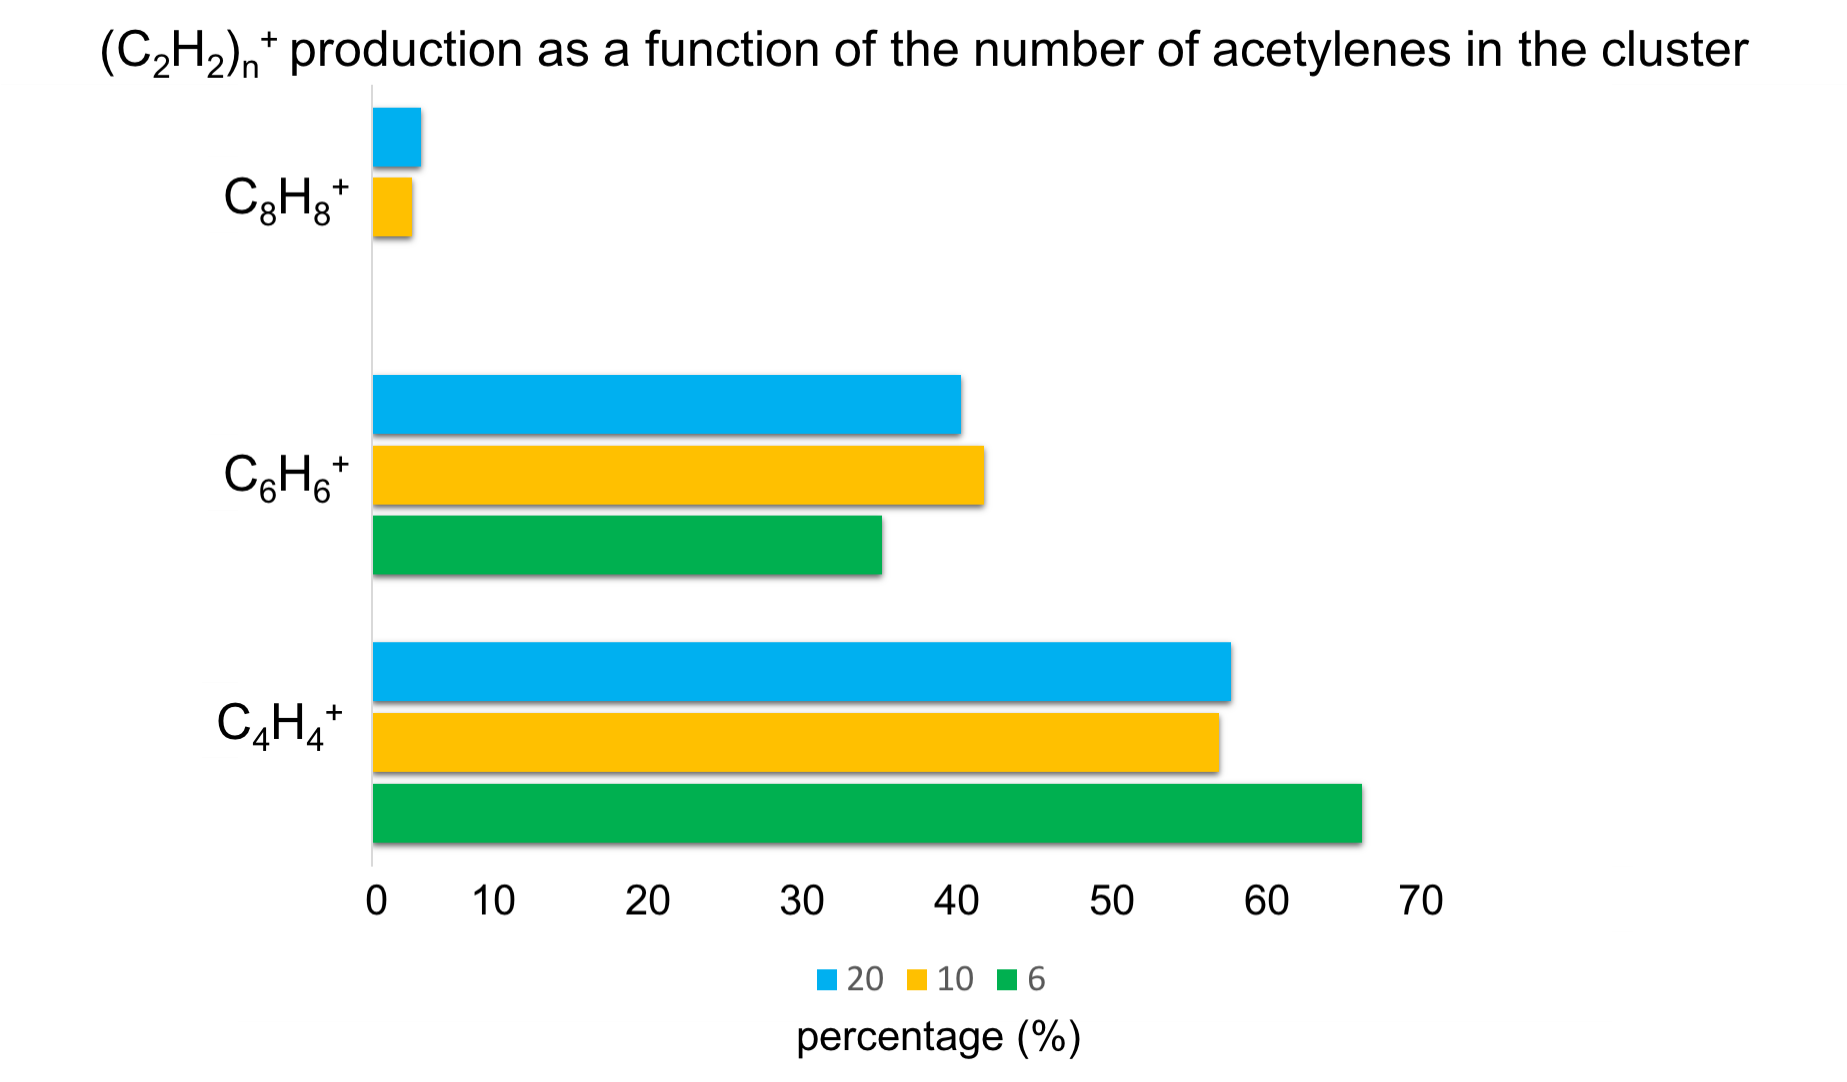 (C₂H₂)ₙ⁺ production as a function of the number of acetylenes in the cluster
C₈H₈⁺
C₆H₆⁺
C₄H₄⁺
0 10 20 30 40 50 60 70
20 10 6
percentage (%)